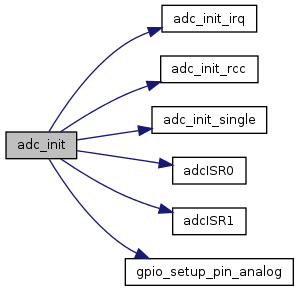 adc_init_irq
adc_init_rcc
adc_init_single
adc_init
adcISR0
adcISR1
gpio_setup_pin_analog